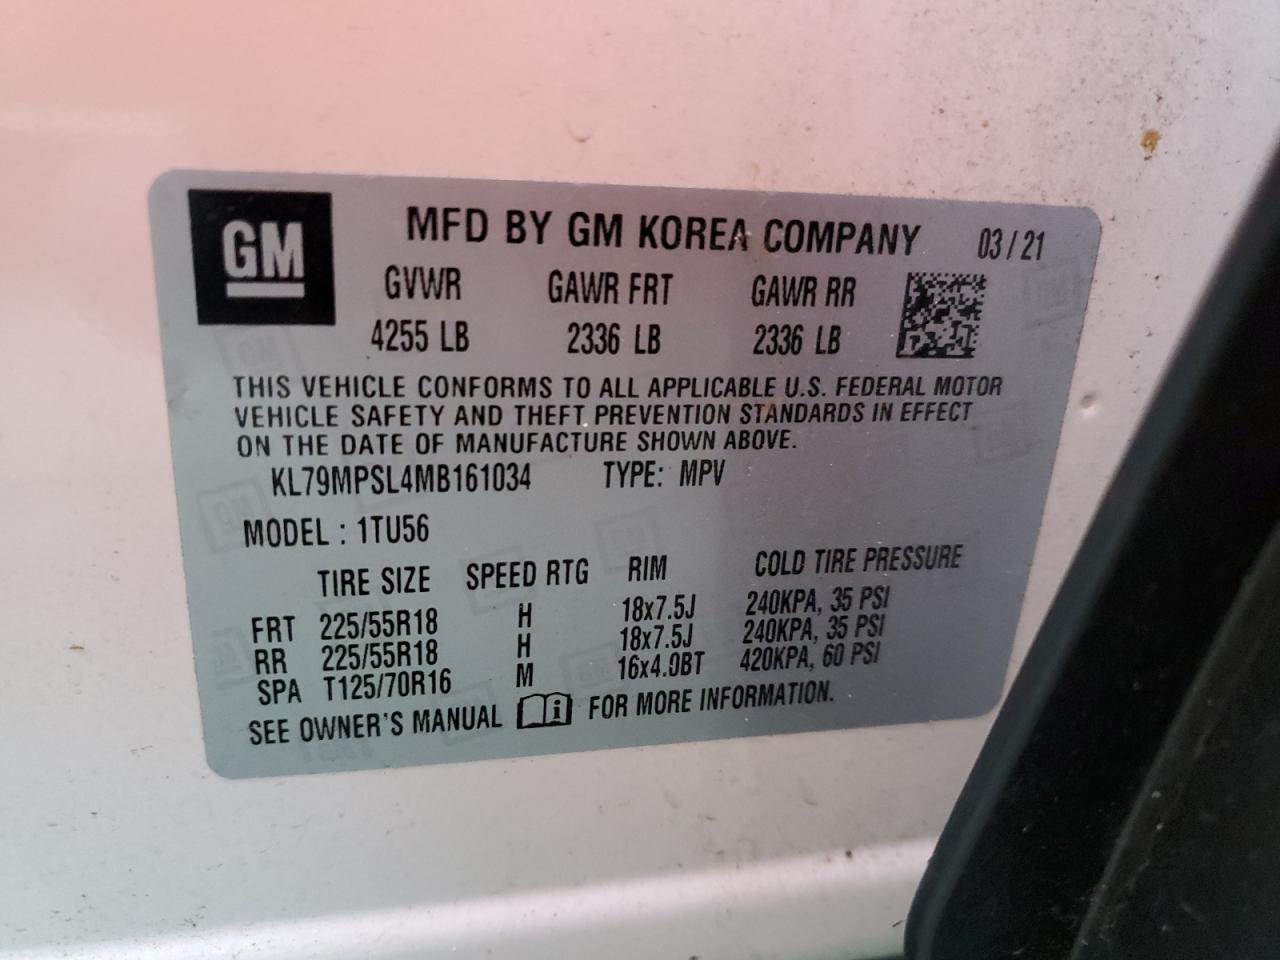 GM
MFD BY GM KOREA COMPANY 03/21
GVWR GAWR FRT GAWR RR
4255 LB 2336 LB 2336 LB
THIS VEHICLE CONFORMS TO ALL APPLICABLE U.S. FEDERAL MOTOR
VEHICLE SAFETY AND THEFT PREVENTION STANDARDS IN EFFECT
ON THE DATE OF MANUFACTURE SHOWN ABOVE.
KL79MPSL4MB161034 TYPE: MPV
MODEL : 1TU56
TIRE SIZE SPEED RTG RIM COLD TIRE PRESSURE
FRT 225/55R18 H 18x7.5J 240KPA, 35 PSI
RR 225/55R18 H 18x7.5J 240KPA, 35 PSI
SPA T125/70R16 M 16x4.0BT 420KPA, 60 PSI
SEE OWNER'S MANUAL i FOR MORE INFORMATION.